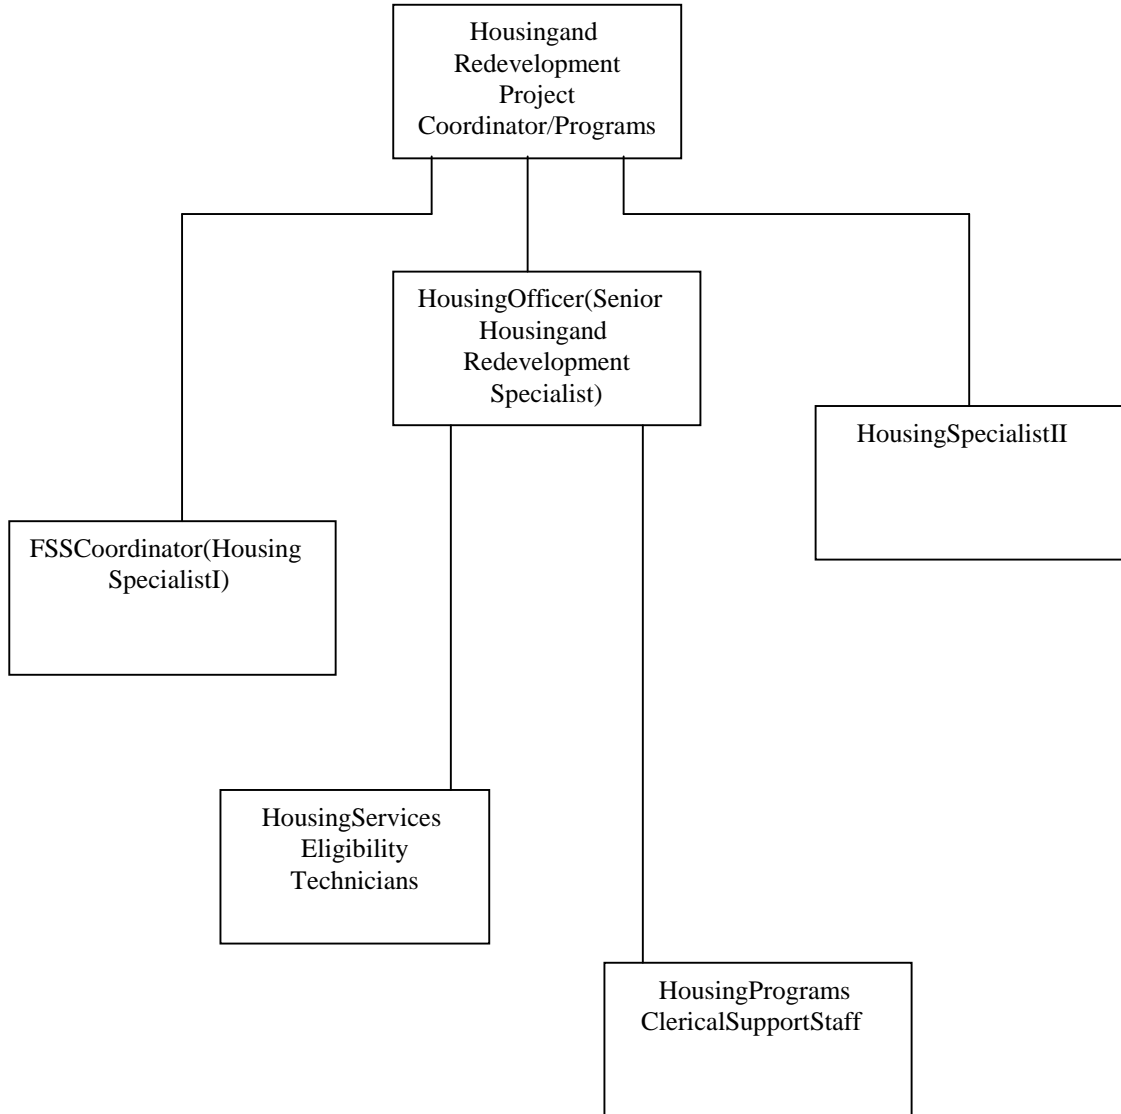 Housingand
Redevelopment
Project
Coordinator/Programs
HousingOfficer(Senior
Housingand
Redevelopment
Specialist)
HousingSpecialistII
FSSCoordinator(Housing
SpecialistI)
HousingServices
Eligibility
Technicians
HousingPrograms
ClericalSupportStaff